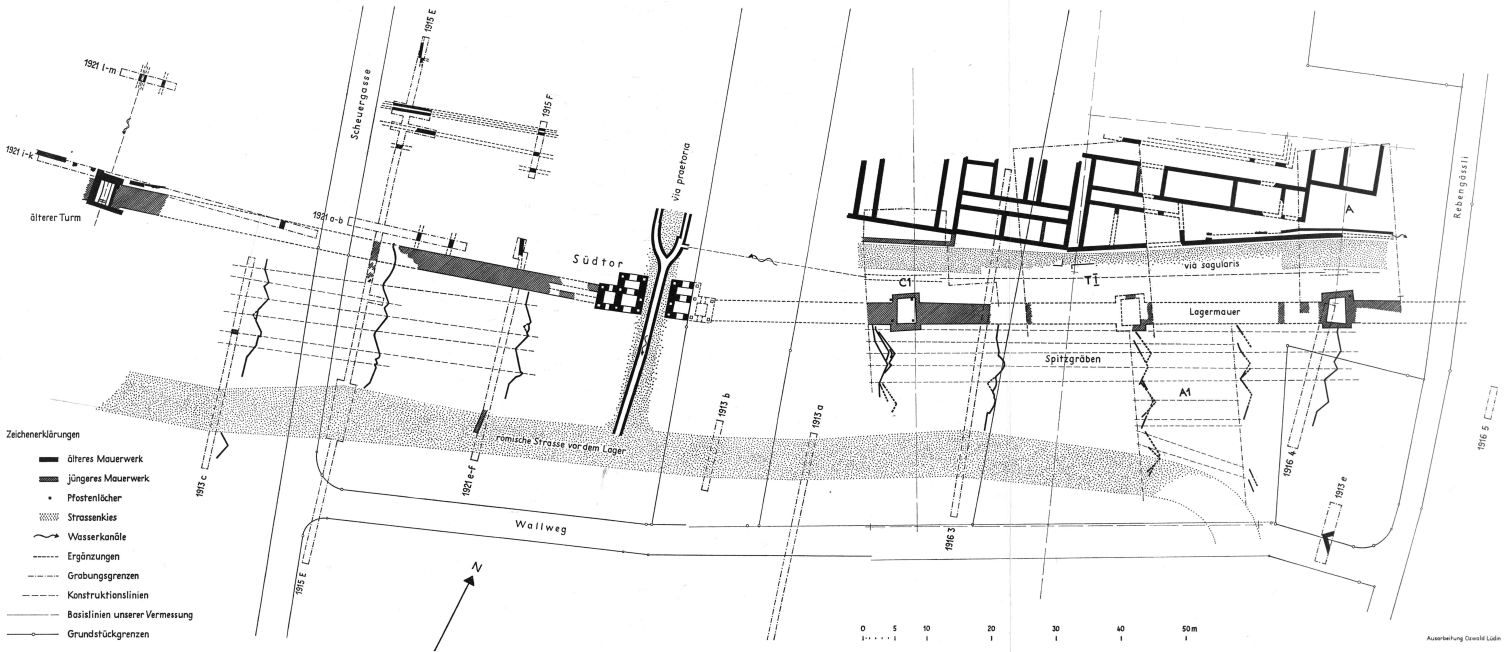 1921 l-m
1915 E
Scheuergasse
1915 F
via praetoria
1921 i-k
älterer Turm
1921 a-b
Südtor
A
Rebengässli
via sagularis
C1
TI
Lagermauer
Spitzgräben
A1
römische Strasse vor dem Lager
1913 c
1921 e-f
1913 b
1913 a
1916 3
1916 4
1913 e
1916 5
Wallweg
1915 E
N
Zeichenerklärungen
älteres Mauerwerk
jüngeres Mauerwerk
Pfostenlöcher
Strassenkies
Wasserkanäle
Ergänzungen
Grabungsgrenzen
Konstruktionslinien
Basislinien unserer Vermessung
Grundstückgrenzen
0 5 10 20 30 40 50m
Ausarbeitung Oswald Lüdin